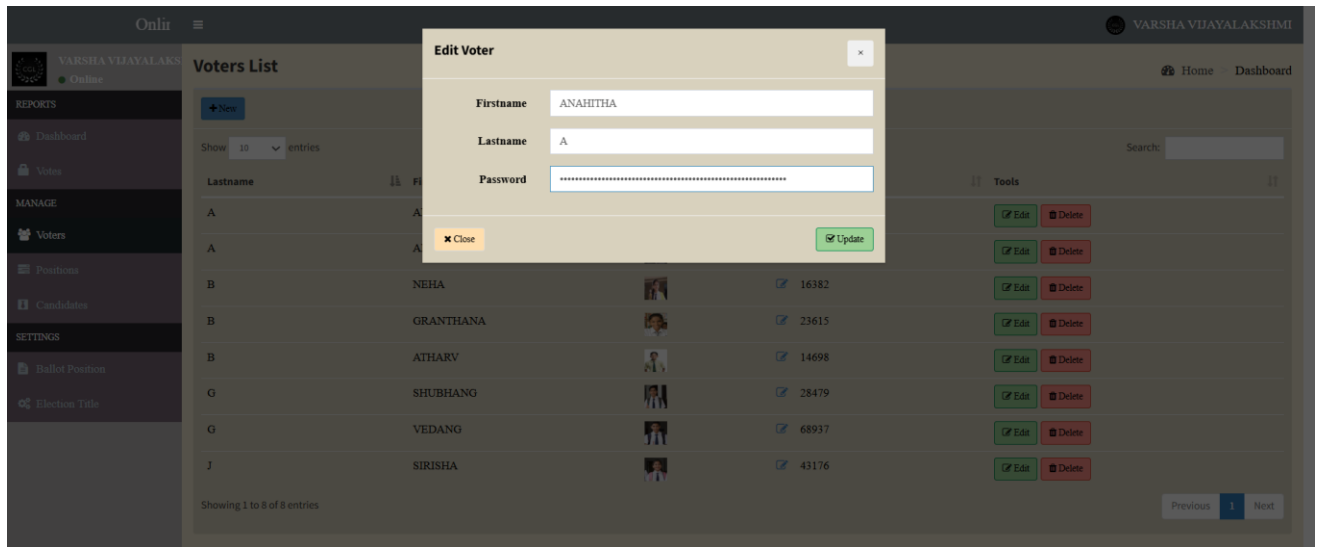 Onlin ≡ VARSHA VIJAYALAKSHMI
VARSHA VIJAYALAKS
Online
REPORTS
Dashboard
Votes
MANAGE
Voters
Positions
Candidates
SETTINGS
Ballot Position
Election Title
Voters List
Home Dashboard
+New
Show 10 entries
Search:
Lastname Fi Tools
A A Edit Delete
A A Edit Delete
B NEHA 16382 Edit Delete
B GRANTHANA 23615 Edit Delete
B ATHARV 14698 Edit Delete
G SHUBHANG 28479 Edit Delete
G VEDANG 68937 Edit Delete
J SIRISHA 43176 Edit Delete
Showing 1 to 8 of 8 entries
Previous 1 Next
Edit Voter ×
Firstname ANAHITHA
Lastname A
Password
Close Update